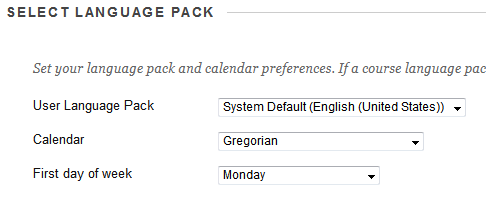 SELECT LANGUAGE PACK
Set your language pack and calendar preferences. If a course language pac
User Language Pack System Default (English (United States))
Calendar Gregorian
First day of week Monday